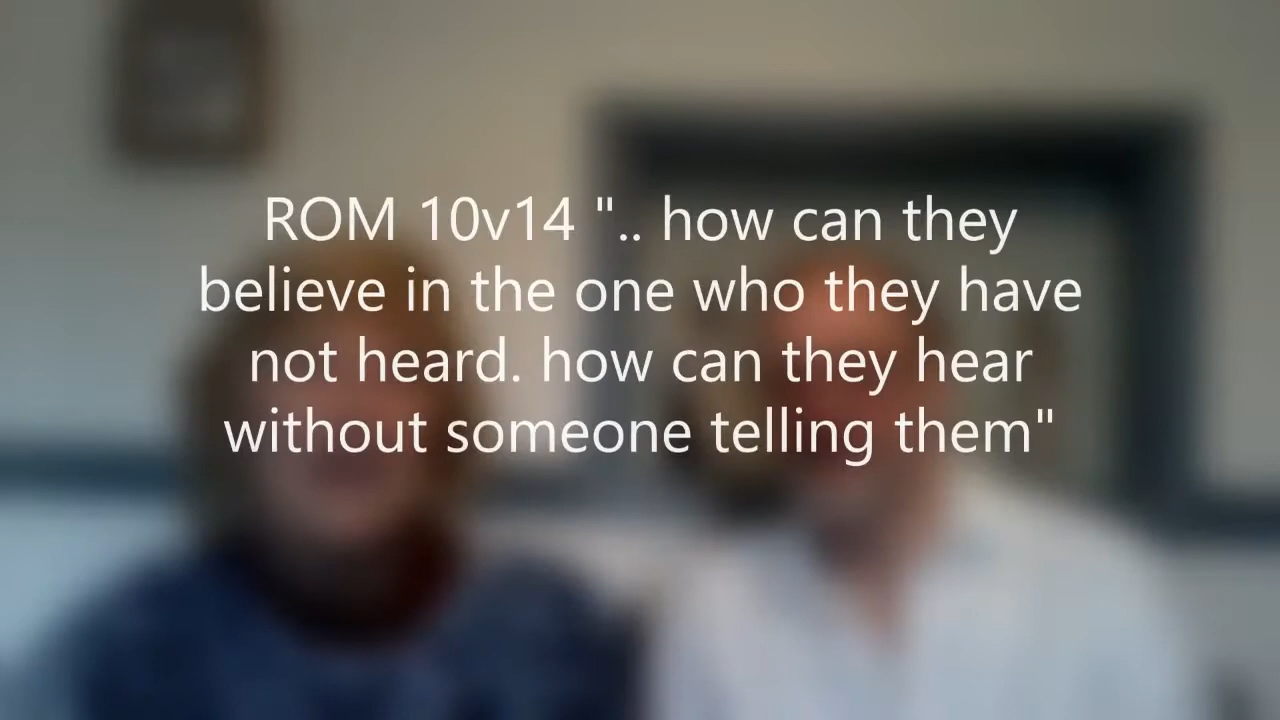 ROM 10v14 ".. how can they
believe in the one who they have
not heard. how can they hear
without someone telling them"